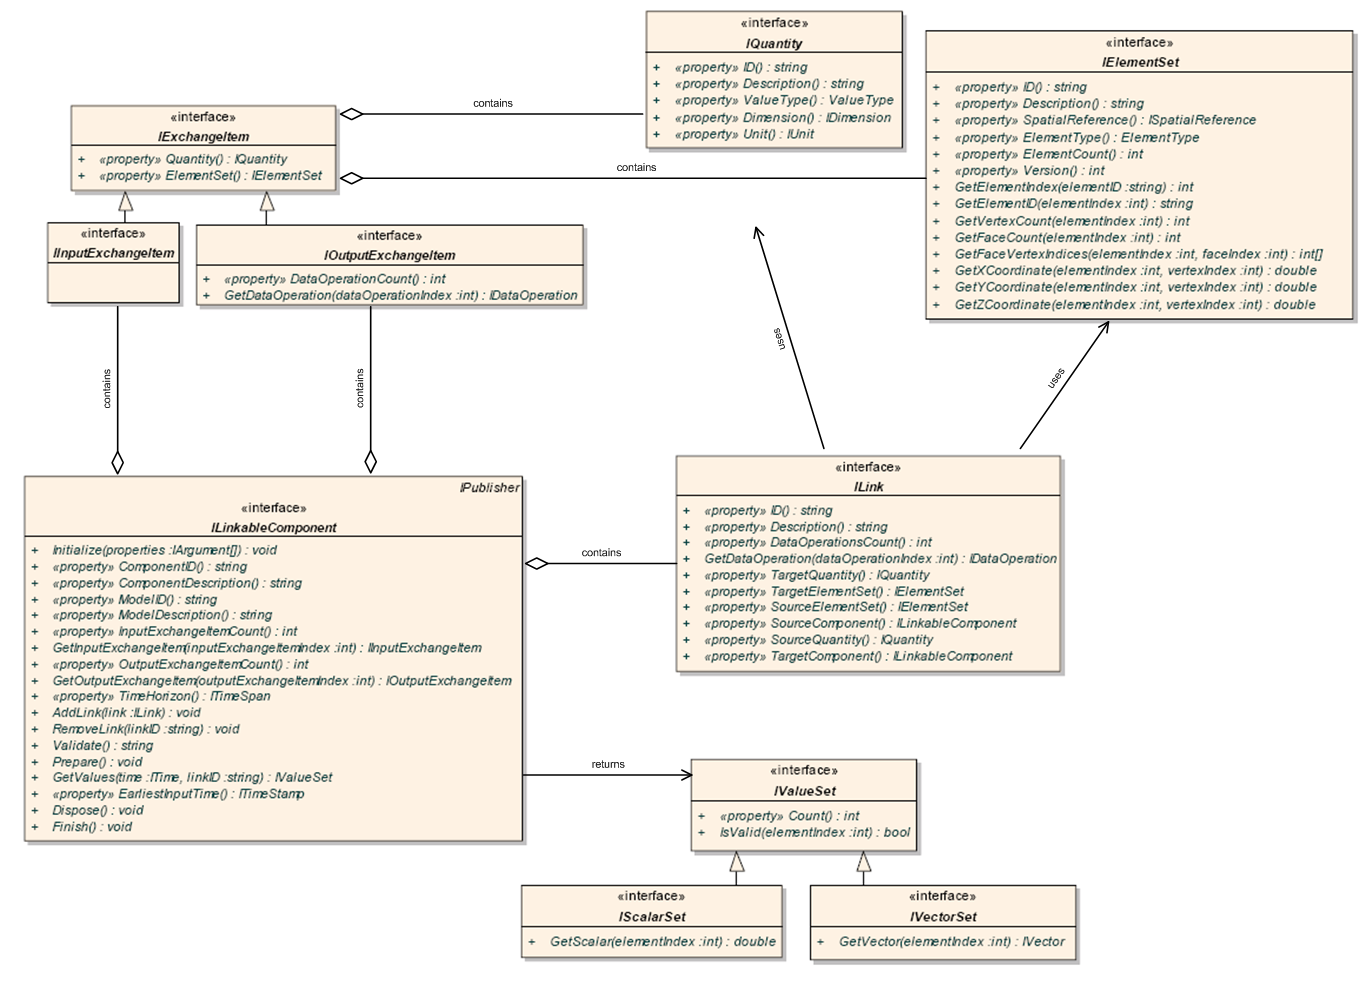 «interface»
IQuantity
+ «property» ID() : string
+ «property» Description() : string
+ «property» ValueType() : ValueType
+ «property» Dimension() : IDimension
+ «property» Unit() : IUnit
«interface»
IElementSet
+ «property» ID() : string
+ «property» Description() : string
+ «property» SpatialReference() : ISpatialReference
+ «property» ElementType() : ElementType
+ «property» ElementCount() : int
+ «property» Version() : int
+ GetElementIndex(elementID :string) : int
+ GetElementID(elementIndex :int) : string
+ GetVertexCount(elementIndex :int) : int
+ GetFaceCount(elementIndex :int) : int
+ GetFaceVertexIndices(elementIndex :int, faceIndex :int) : int[]
+ GetXCoordinate(elementIndex :int, vertexIndex :int) : double
+ GetYCoordinate(elementIndex :int, vertexIndex :int) : double
+ GetZCoordinate(elementIndex :int, vertexIndex :int) : double
contains
«interface»
IExchangeItem
+ «property» Quantity() : IQuantity
+ «property» ElementSet() : IElementSet
contains
«interface»
IInputExchangeItem
«interface»
IOutputExchangeItem
+ «property» DataOperationCount() : int
+ GetDataOperation(dataOperationIndex :int) : IDataOperation
contains
contains
uses
uses
IPublisher
«interface»
ILinkableComponent
+ Initialize(properties :IArgument[]) : void
+ «property» ComponentID() : string
+ «property» ComponentDescription() : string
+ «property» ModelID() : string
+ «property» ModelDescription() : string
+ «property» InputExchangeItemCount() : int
+ GetInputExchangeItem(inputExchangeItemIndex :int) : IInputExchangeItem
+ «property» OutputExchangeItemCount() : int
+ GetOutputExchangeItem(outputExchangeItemIndex :int) : IOutputExchangeItem
+ «property» TimeHorizon() : ITimeSpan
+ AddLink(link :ILink) : void
+ RemoveLink(linkID :string) : void
+ Validate() : string
+ Prepare() : void
+ GetValues(time :ITime, linkID :string) : IValueSet
+ «property» EarliestInputTime() : ITimeStamp
+ Dispose() : void
+ Finish() : void
contains
«interface»
ILink
+ «property» ID() : string
+ «property» Description() : string
+ «property» DataOperationsCount() : int
+ GetDataOperation(dataOperationIndex :int) : IDataOperation
+ «property» TargetQuantity() : IQuantity
+ «property» TargetElementSet() : IElementSet
+ «property» SourceElementSet() : IElementSet
+ «property» SourceComponent() : ILinkableComponent
+ «property» SourceQuantity() : IQuantity
+ «property» TargetComponent() : ILinkableComponent
returns
«interface»
IValueSet
+ «property» Count() : int
+ IsValid(elementIndex :int) : bool
«interface»
IScalarSet
+ GetScalar(elementIndex :int) : double
«interface»
IVectorSet
+ GetVector(elementIndex :int) : IVector